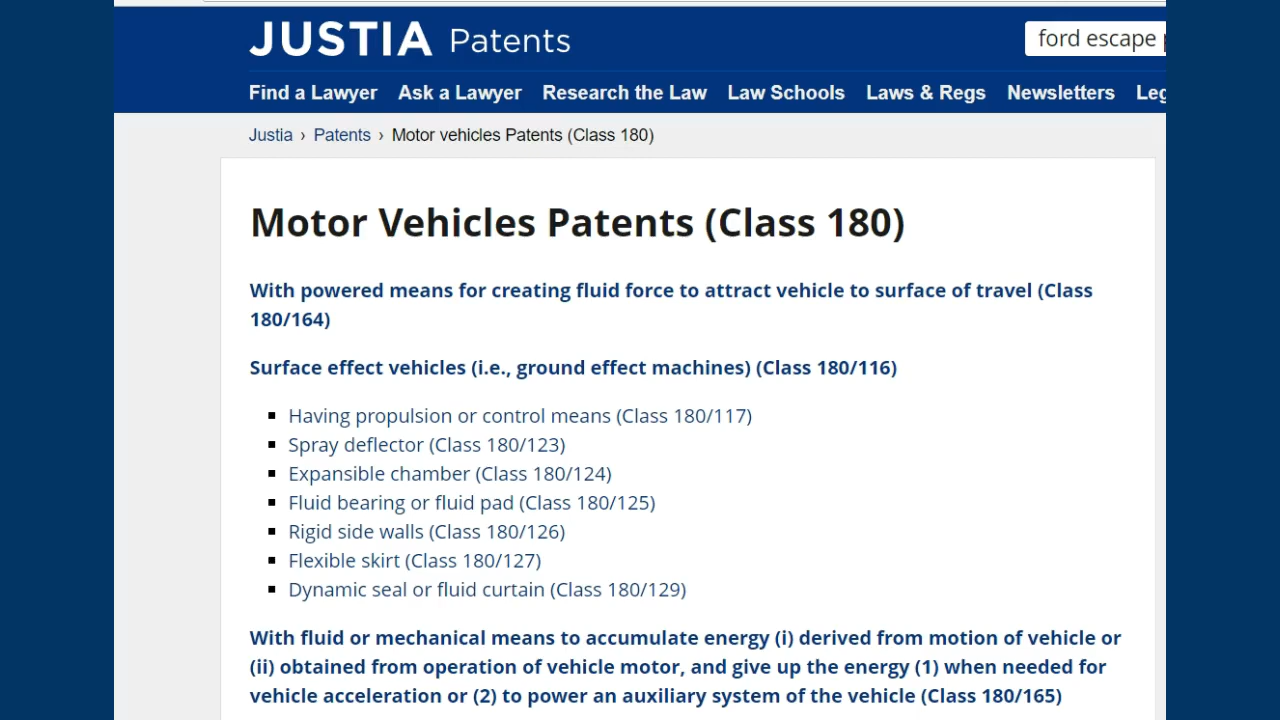 JUSTIA Patents
ford escape
Find a Lawyer Ask a Lawyer Research the Law Law Schools Laws & Regs Newsletters
Justia › Patents › Motor vehicles Patents (Class 180)
Motor Vehicles Patents (Class 180)
With powered means for creating fluid force to attract vehicle to surface of travel (Class
180/164)
Surface effect vehicles (i.e., ground effect machines) (Class 180/116)
Having propulsion or control means (Class 180/117)
Spray deflector (Class 180/123)
Expansible chamber (Class 180/124)
Fluid bearing or fluid pad (Class 180/125)
Rigid side walls (Class 180/126)
Flexible skirt (Class 180/127)
Dynamic seal or fluid curtain (Class 180/129)
With fluid or mechanical means to accumulate energy (i) derived from motion of vehicle or
(ii) obtained from operation of vehicle motor, and give up the energy (1) when needed for
vehicle acceleration or (2) to power an auxiliary system of the vehicle (Class 180/165)